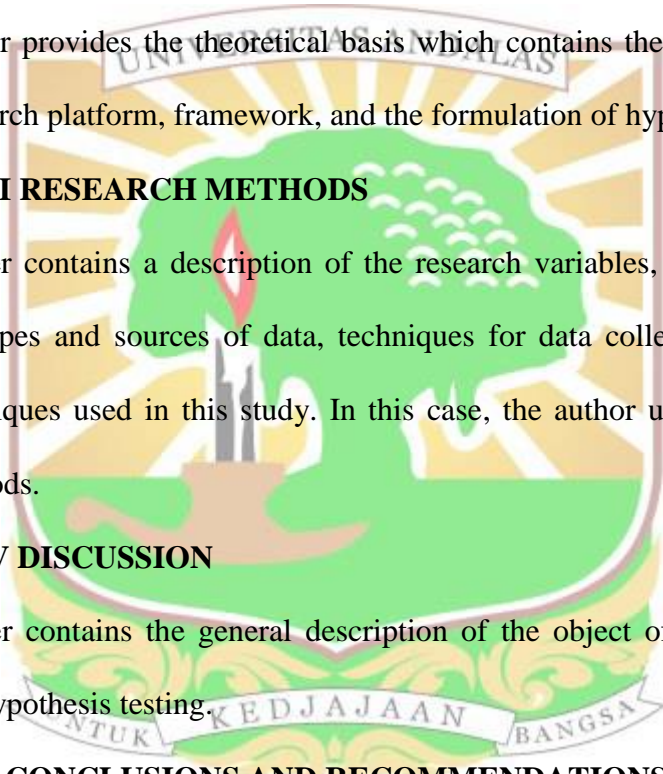 r provides the theoretical basis which contains the
UNIVERSITAS ANDALAS
rch platform, framework, and the formulation of hyp
I RESEARCH METHODS
er contains a description of the research variables,
pes and sources of data, techniques for data colle
iques used in this study. In this case, the author u
ods.
V DISCUSSION
er contains the general description of the object of
ypothesis testing.
UNTUK KEDJAJAAN BANGSA
CONCLUSIONS AND RECOMMENDATIONS